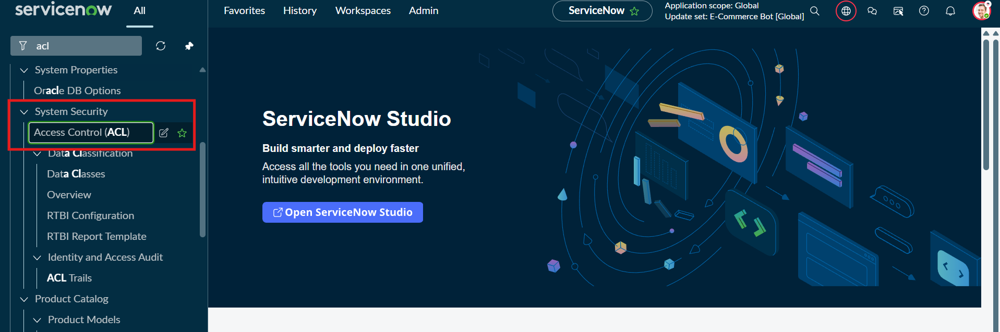 servicenow
All
Favorites
History
Workspaces
Admin
ServiceNow
Application scope: Global
Update set: E-Commerce Bot [Global]
acl
System Properties
Oracle DB Options
System Security
Access Control (ACL)
Data Classification
Data Classes
Overview
RTBI Configuration
RTBI Report Template
Identity and Access Audit
ACL Trails
Product Catalog
Product Models
ServiceNow Studio
Build smarter and deploy faster
Access all the tools you need in one unified,
intuitive development environment.
Open ServiceNow Studio